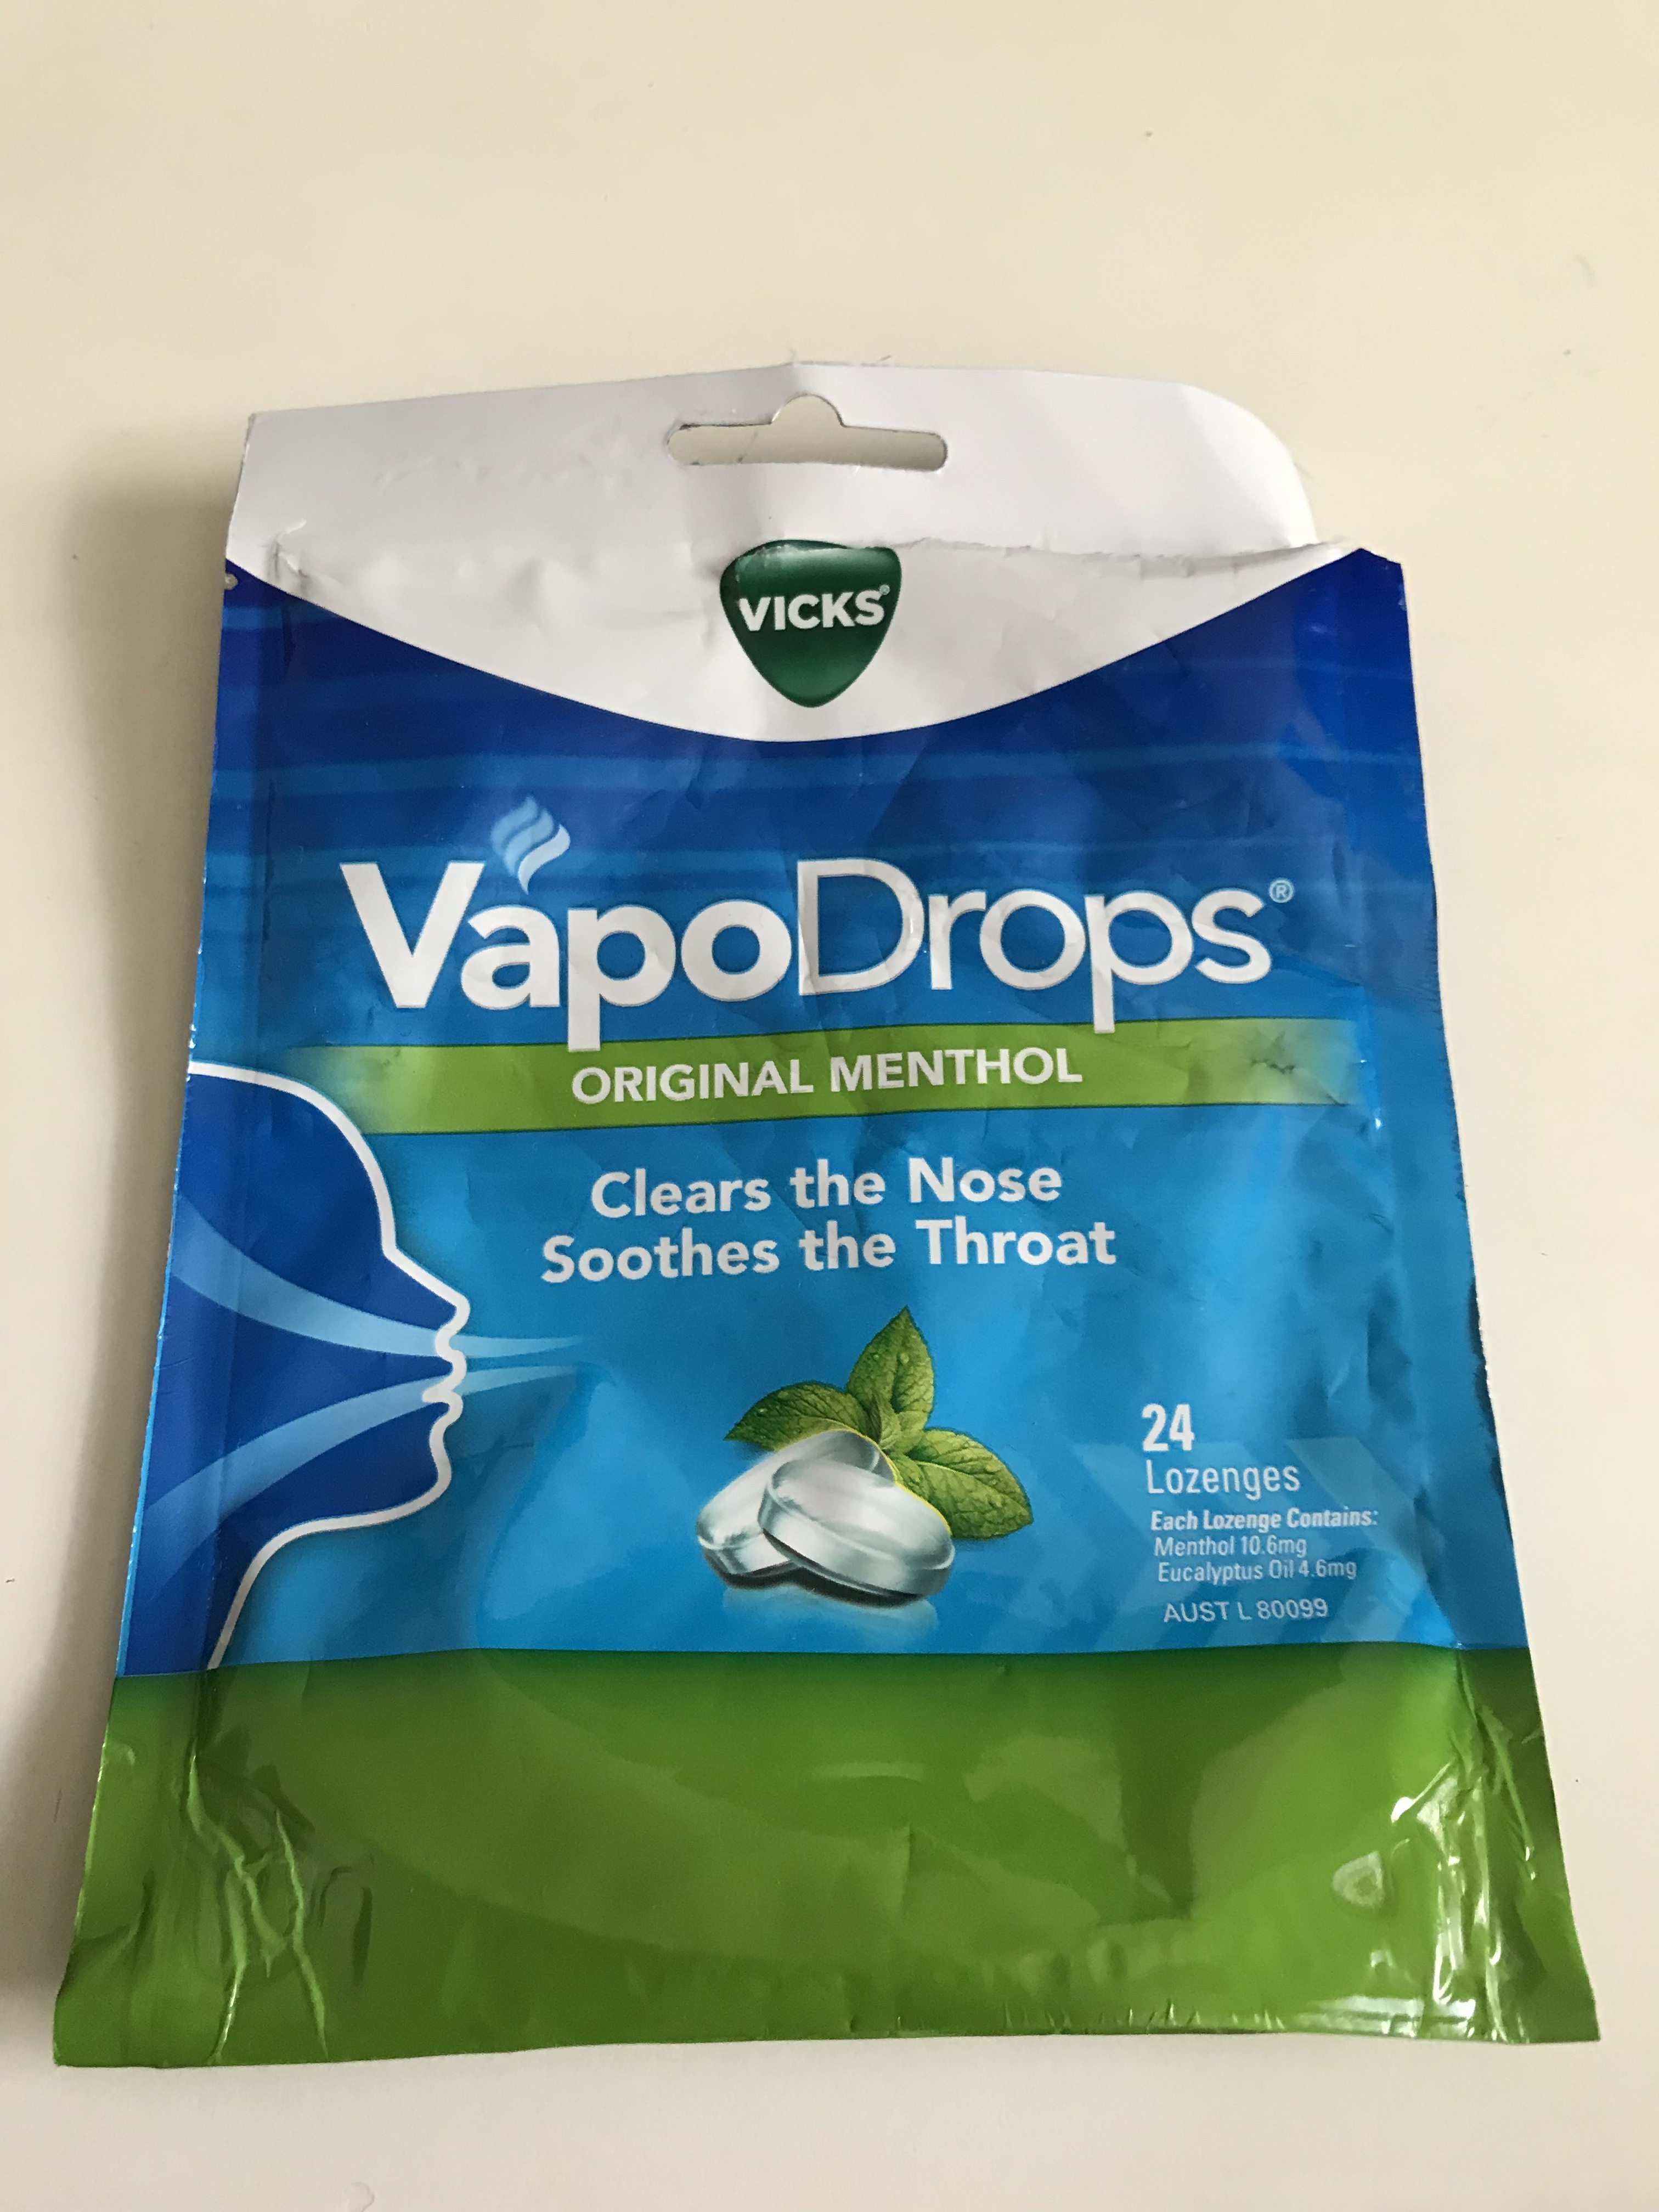 VICKS®
VapoDrops®
ORIGINAL MENTHOL
Clears the Nose
Soothes the Throat
24
Lozenges
Each Lozenge Contains:
Menthol 10.6mg
Eucalyptus Oil 4.6mg
AUST L 80099